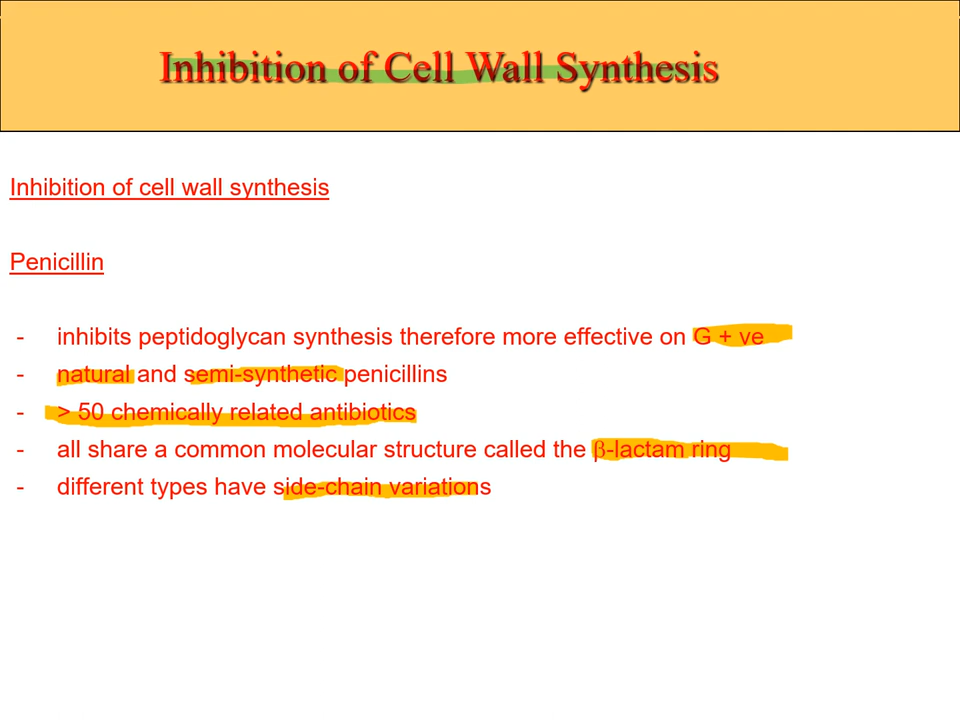 Inhibition of Cell Wall Synthesis
Inhibition of cell wall synthesis
Penicillin
- inhibits peptidoglycan synthesis therefore more effective on G + ve
- natural and semi-synthetic penicillins
- > 50 chemically related antibiotics
- all share a common molecular structure called the β-lactam ring
- different types have side-chain variations